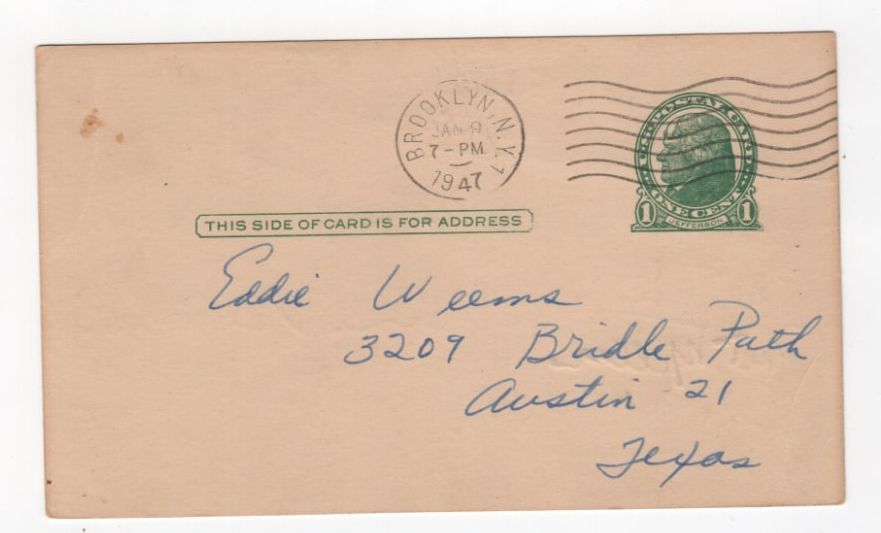 BROOKLYN, N.Y. 1
JAN 9
7 - PM
1947
U.S. POSTAL CARD
1 ONE CENT 1
JEFFERSON
THIS SIDE OF CARD IS FOR ADDRESS
Eddie Weems
3209 Bridle Path
Austin 21
Texas